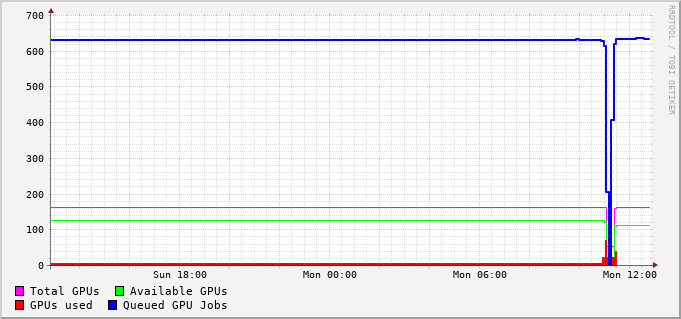 700
600
500
400
300
200
100
0
Sun 18:00 Mon 00:00 Mon 06:00 Mon 12:00
Total GPUs Available GPUs
GPUs used Queued GPU Jobs
RRDTOOL / TOBI OETIKER